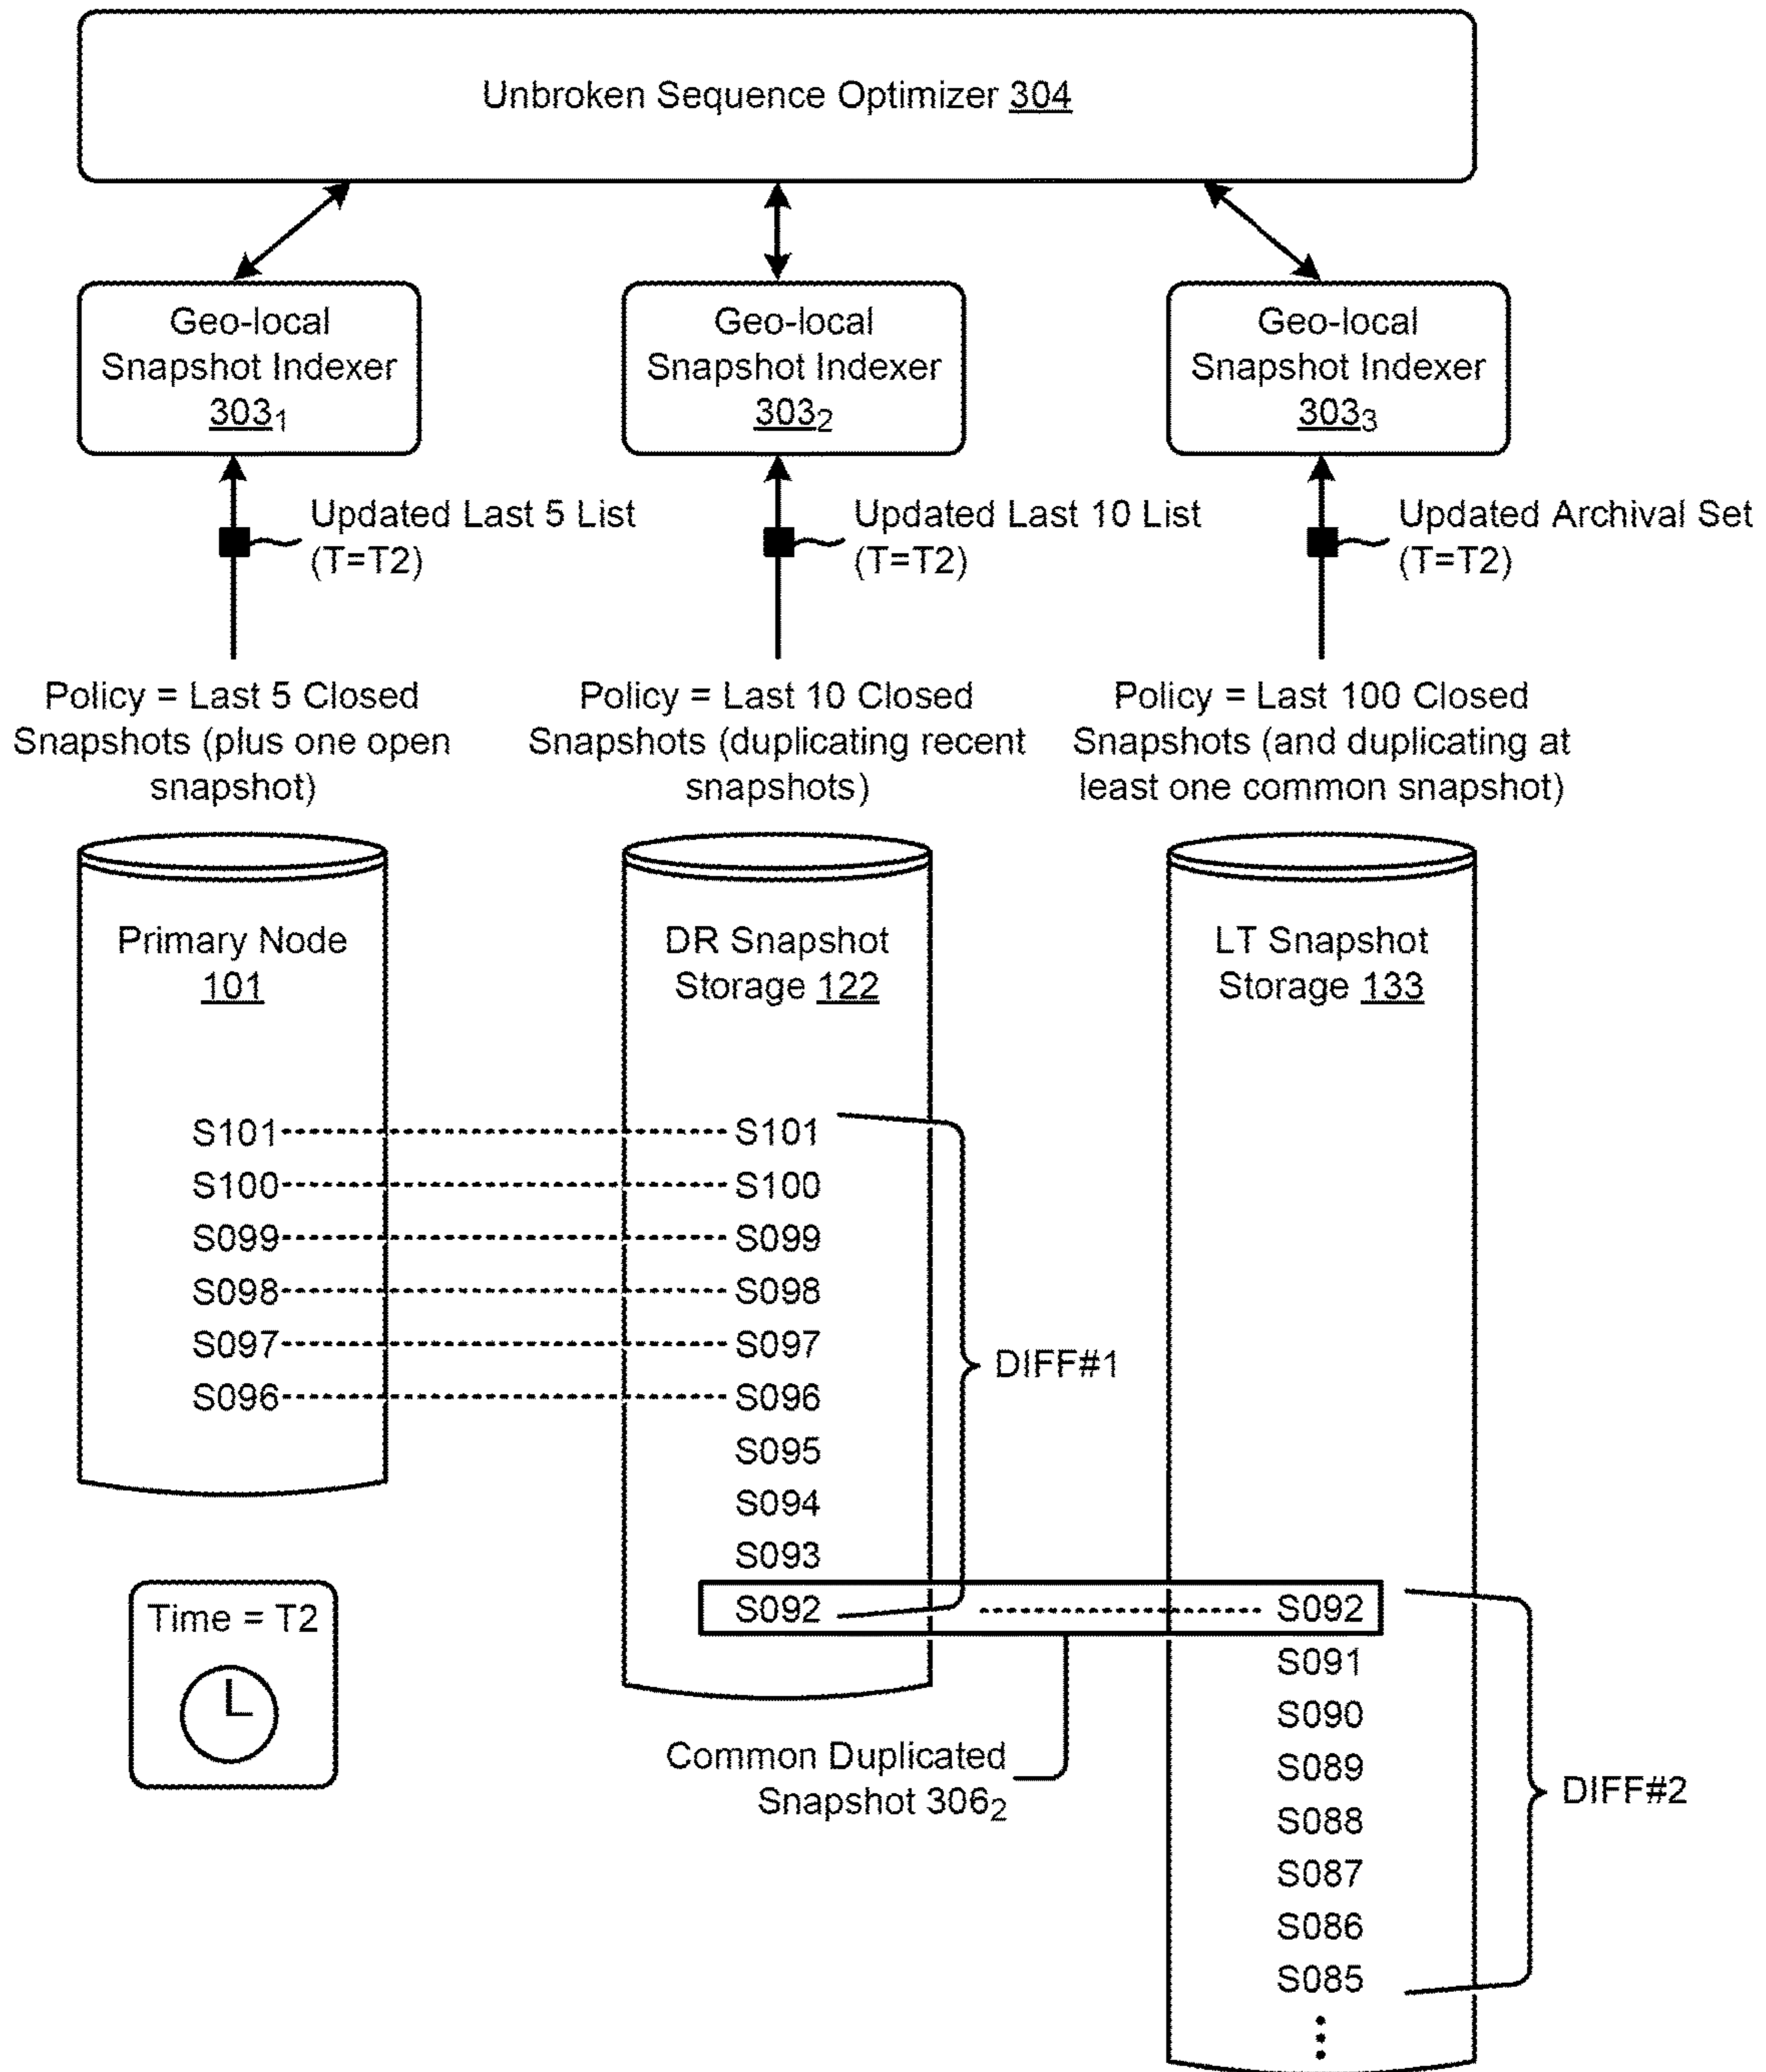 Unbroken Sequence Optimizer 304
Geo-local
Snapshot Indexer
303₁
Geo-local
Snapshot Indexer
303₂
Geo-local
Snapshot Indexer
303₃
Updated Last 5 List
(T=T2)
Updated Last 10 List
(T=T2)
Updated Archival Set
(T=T2)
Policy = Last 5 Closed
Snapshots (plus one open
snapshot)
Policy = Last 10 Closed
Snapshots (duplicating recent
snapshots)
Policy = Last 100 Closed
Snapshots (and duplicating at
least one common snapshot)
Primary Node
101
S101
S100
S099
S098
S097
S096
DR Snapshot
Storage 122
S101
S100
S099
S098
S097
S096
S095
S094
S093
S092
DIFF#1
LT Snapshot
Storage 133
S092
S091
S090
S089
S088
S087
S086
S085
DIFF#2
Time = T2
Common Duplicated
Snapshot 306₂